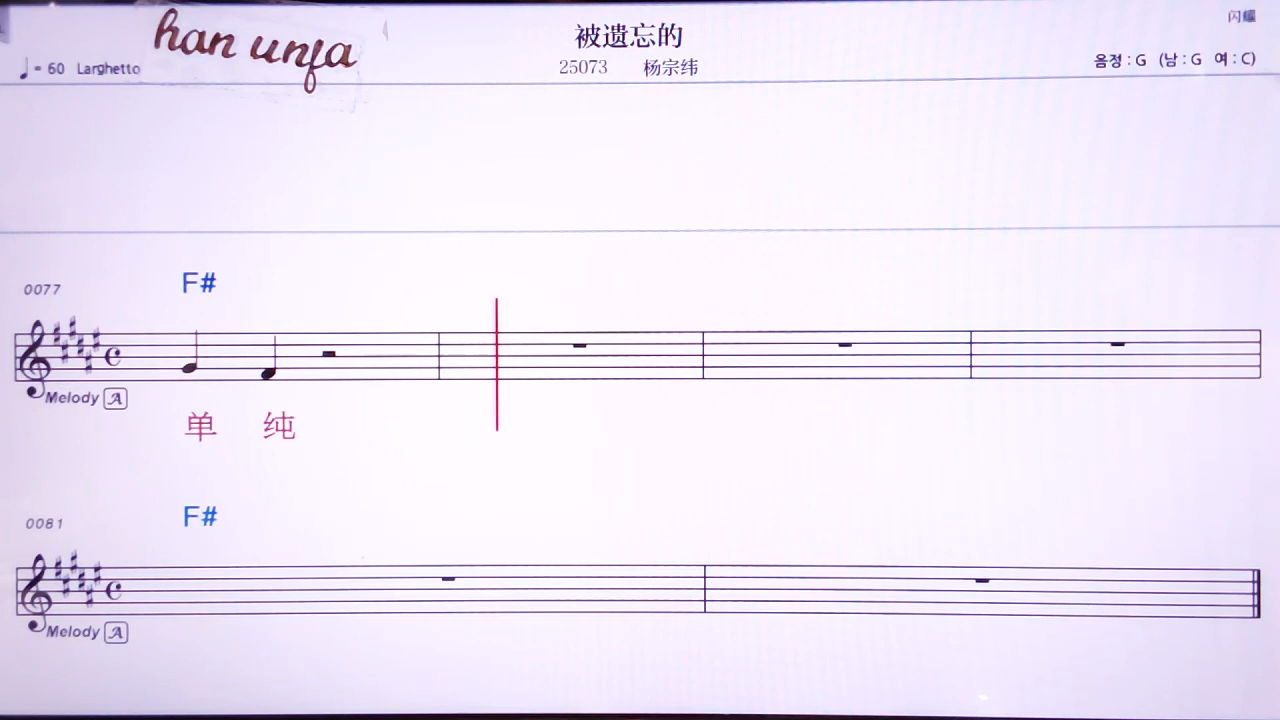 han unfa
闪耀
被遗忘的
♩= 60 Larghetto
25073 杨宗纬
음정 : G (남 : G 여 : C)
0077
F#
Melody A
单 纯
0081
F#
Melody A